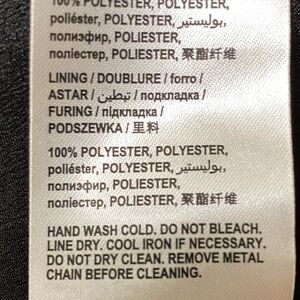 100% POLYESTER, POLYESTER,
poliéster, POLYESTER, بوليستير,
полиэфир, POLIESTER,
поліестер, POLIESTER, 聚酯纤维
LINING / DOUBLURE / forro /
ASTAR / تبطين / подкладка /
FURING / підкладка /
PODSZEWKA / 里料
100% POLYESTER, POLYESTER,
poliéster, POLYESTER, بوليستير,
полиэфир, POLIESTER,
поліестер, POLIESTER, 聚酯纤维
HAND WASH COLD. DO NOT BLEACH.
LINE DRY. COOL IRON IF NECESSARY.
DO NOT DRY CLEAN. REMOVE METAL
CHAIN BEFORE CLEANING.